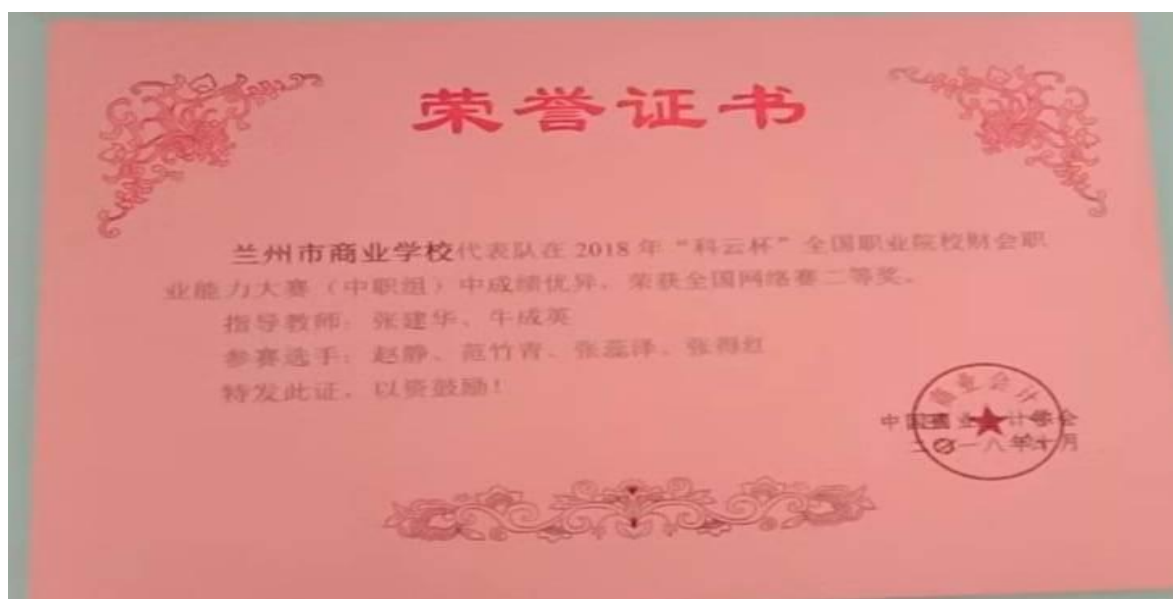 荣誉证书
兰州市商业学校代表队在 2018 年“科云杯”全国职业院校财会职
业能力大赛（中职组）中成绩优异，荣获全国网络赛二等奖。
指导教师：张建华、牛成英
参赛选手：赵静、范竹青、张蕊泽、张得红
特发此证，以资鼓励！
中国商业会计学会
二〇一八年十月